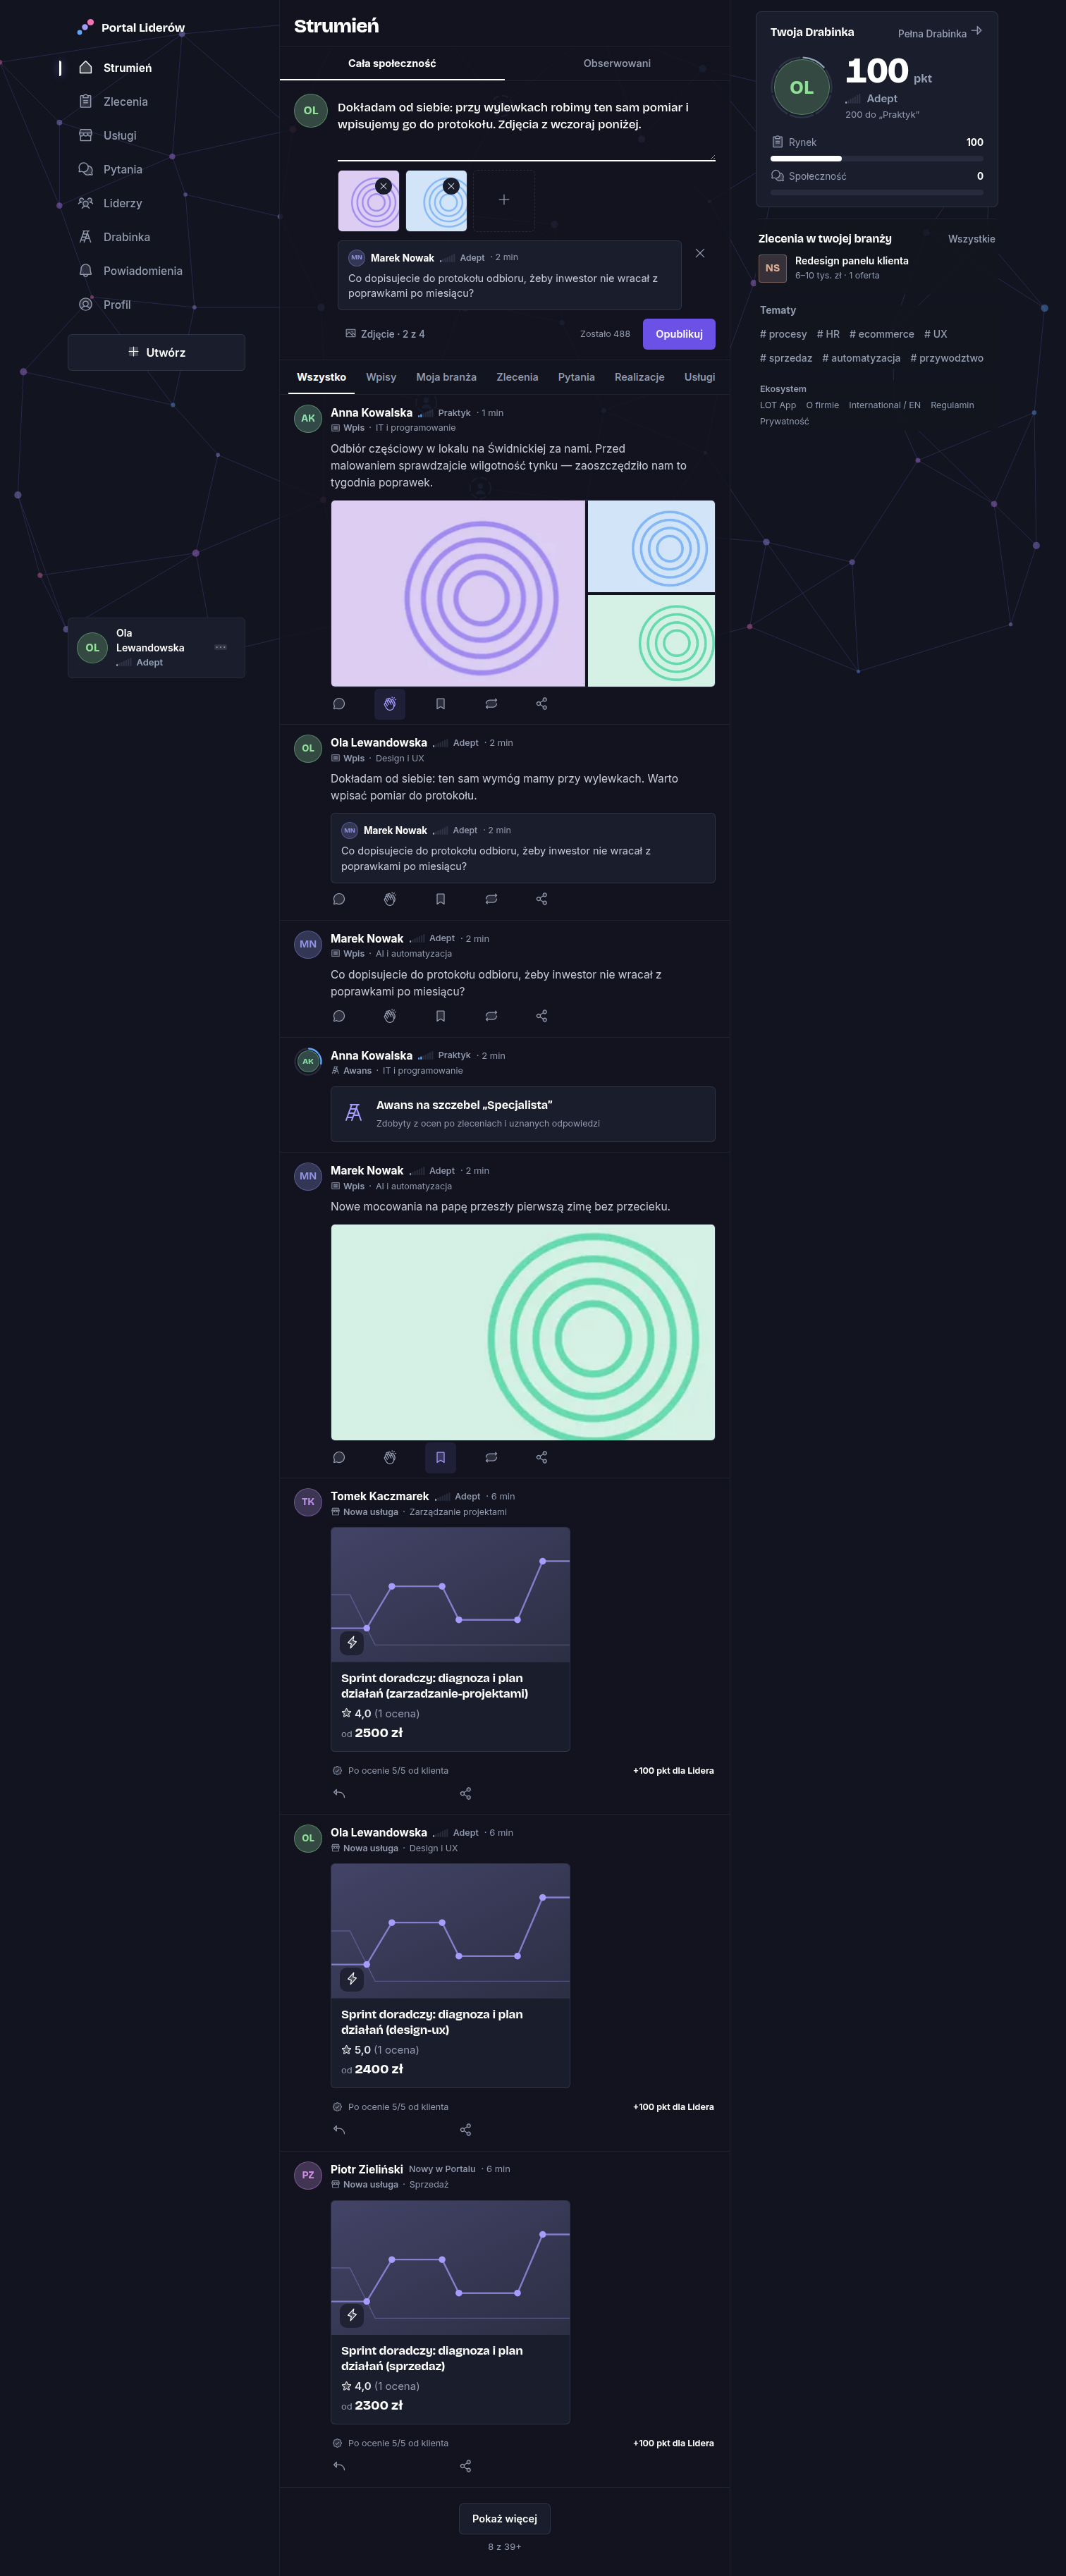 Portal Liderów
Strumień
Zlecenia
Usługi
Pytania
Liderzy
Drabinka
Powiadomienia
Profil
Utwórz
OL
Ola
Lewandowska
Adept
Strumień
Cała społeczność
Obserwowani
OL
Dokładam od siebie: przy wylewkach robimy ten sam pomiar i
wpisujemy go do protokołu. Zdjęcia z wczoraj poniżej.
MN Marek Nowak Adept · 2 min
Co dopisujecie do protokołu odbioru, żeby inwestor nie wracał z
poprawkami po miesiącu?
Zdjęcie · 2 z 4
Zostało 488
Opublikuj
Wszystko Wpisy Moja branża Zlecenia Pytania Realizacje Usługi
AK
Anna Kowalska Praktyk · 1 min
Wpis · IT i programowanie
Odbiór częściowy w lokalu na Świdnickiej za nami. Przed
malowaniem sprawdzajcie wilgotność tynku — zaoszczędziło nam to
tygodnia poprawek.
OL
Ola Lewandowska Adept · 2 min
Wpis · Design i UX
Dokładam od siebie: ten sam wymóg mamy przy wylewkach. Warto
wpisać pomiar do protokołu.
MN Marek Nowak Adept · 2 min
Co dopisujecie do protokołu odbioru, żeby inwestor nie wracał z
poprawkami po miesiącu?
MN
Marek Nowak Adept · 2 min
Wpis · AI i automatyzacja
Co dopisujecie do protokołu odbioru, żeby inwestor nie wracał z
poprawkami po miesiącu?
AK
Anna Kowalska Praktyk · 2 min
Awans · IT i programowanie
Awans na szczebel „Specjalista”
Zdobyty z ocen po zleceniach i uznanych odpowiedzi
MN
Marek Nowak Adept · 2 min
Wpis · AI i automatyzacja
Nowe mocowania na papę przeszły pierwszą zimę bez przecieku.
TK
Tomek Kaczmarek Adept · 6 min
Nowa usługa · Zarządzanie projektami
Sprint doradczy: diagnoza i plan
działań (zarzadzanie-projektami)
4,0 (1 ocena)
od 2500 zł
Po ocenie 5/5 od klienta
+100 pkt dla Lidera
OL
Ola Lewandowska Adept · 6 min
Nowa usługa · Design i UX
Sprint doradczy: diagnoza i plan
działań (design-ux)
5,0 (1 ocena)
od 2400 zł
Po ocenie 5/5 od klienta
+100 pkt dla Lidera
PZ
Piotr Zieliński Nowy w Portalu · 6 min
Nowa usługa · Sprzedaż
Sprint doradczy: diagnoza i plan
działań (sprzedaz)
4,0 (1 ocena)
od 2300 zł
Po ocenie 5/5 od klienta
+100 pkt dla Lidera
Pokaż więcej
8 z 39+
Twoja Drabinka
Pełna Drabinka
OL
100 pkt
Adept
200 do „Praktyk”
Rynek 100
Społeczność 0
Zlecenia w twojej branży
Wszystkie
NS
Redesign panelu klienta
6–10 tys. zł · 1 oferta
Tematy
# procesy # HR # ecommerce # UX
# sprzedaz # automatyzacja # przywodztwo
Ekosystem
LOT App O firmie International / EN Regulamin
Prywatność